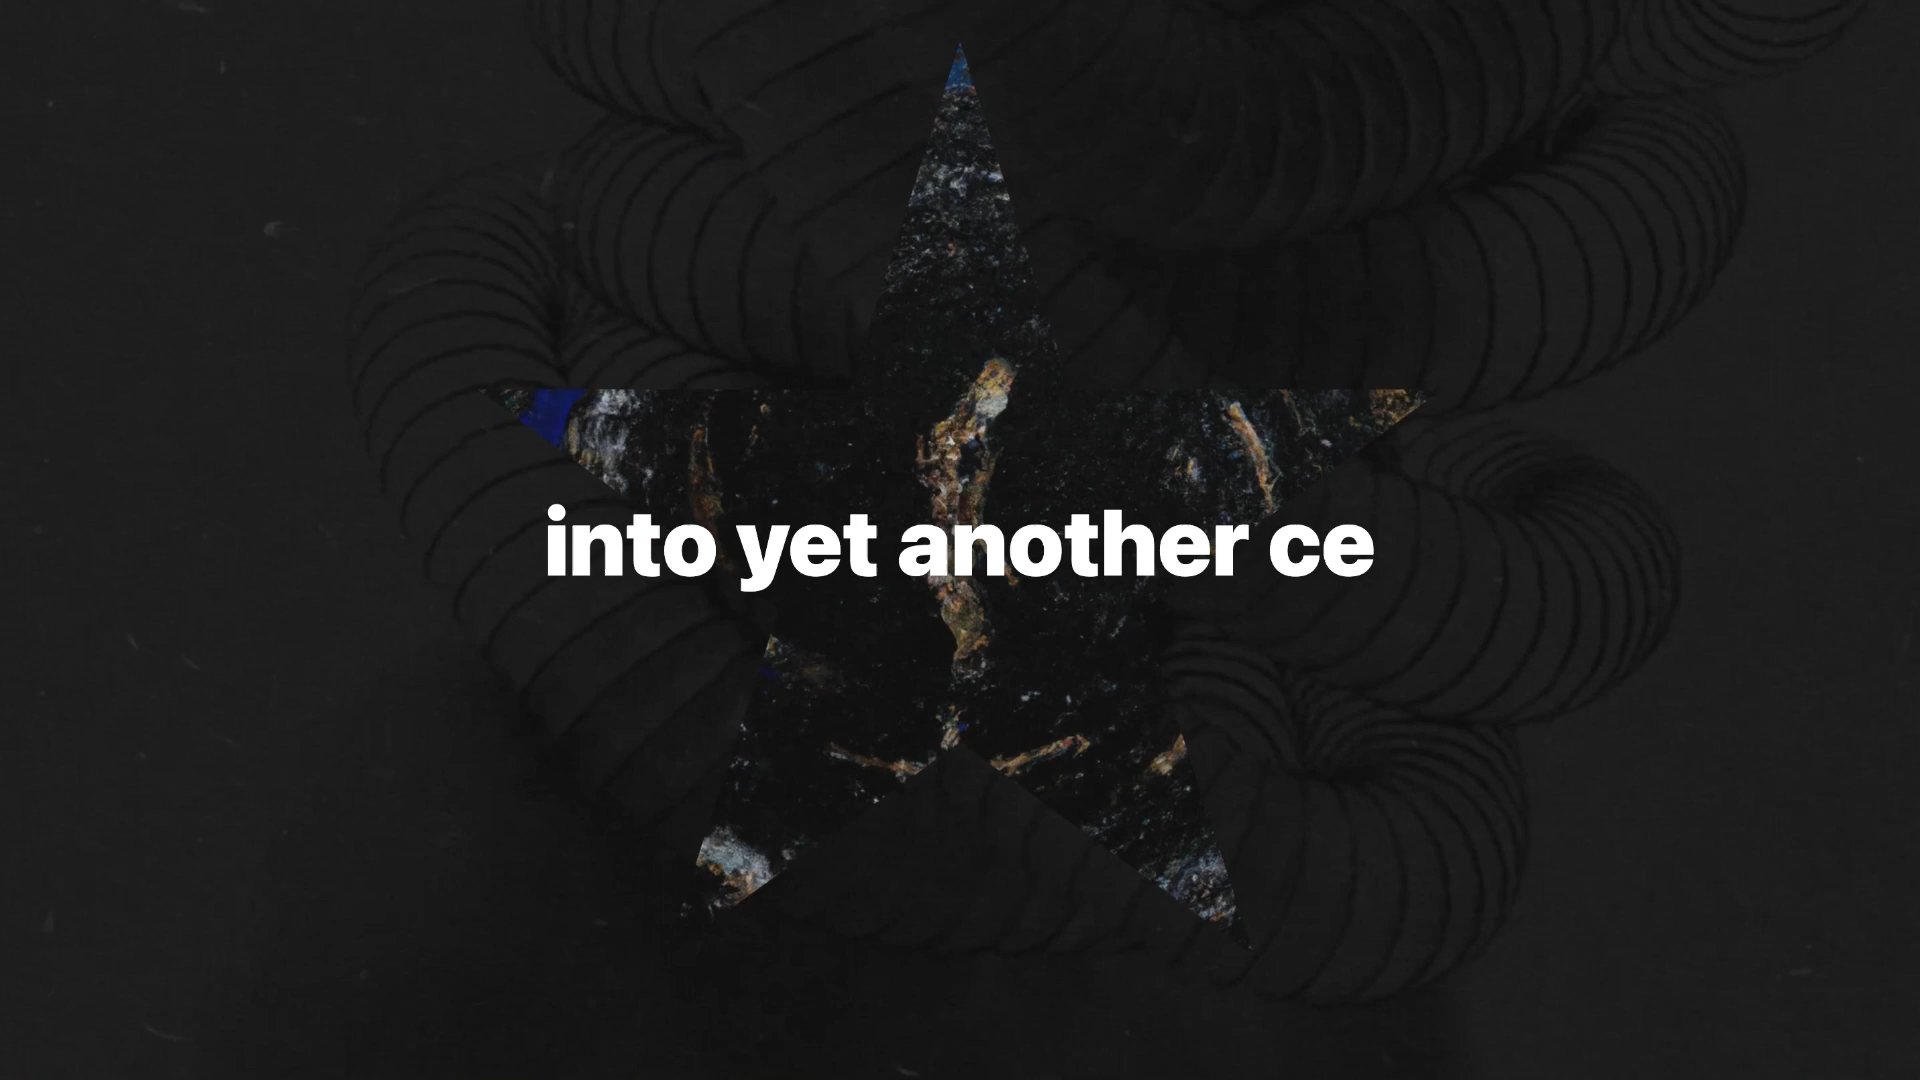 into yet another ce